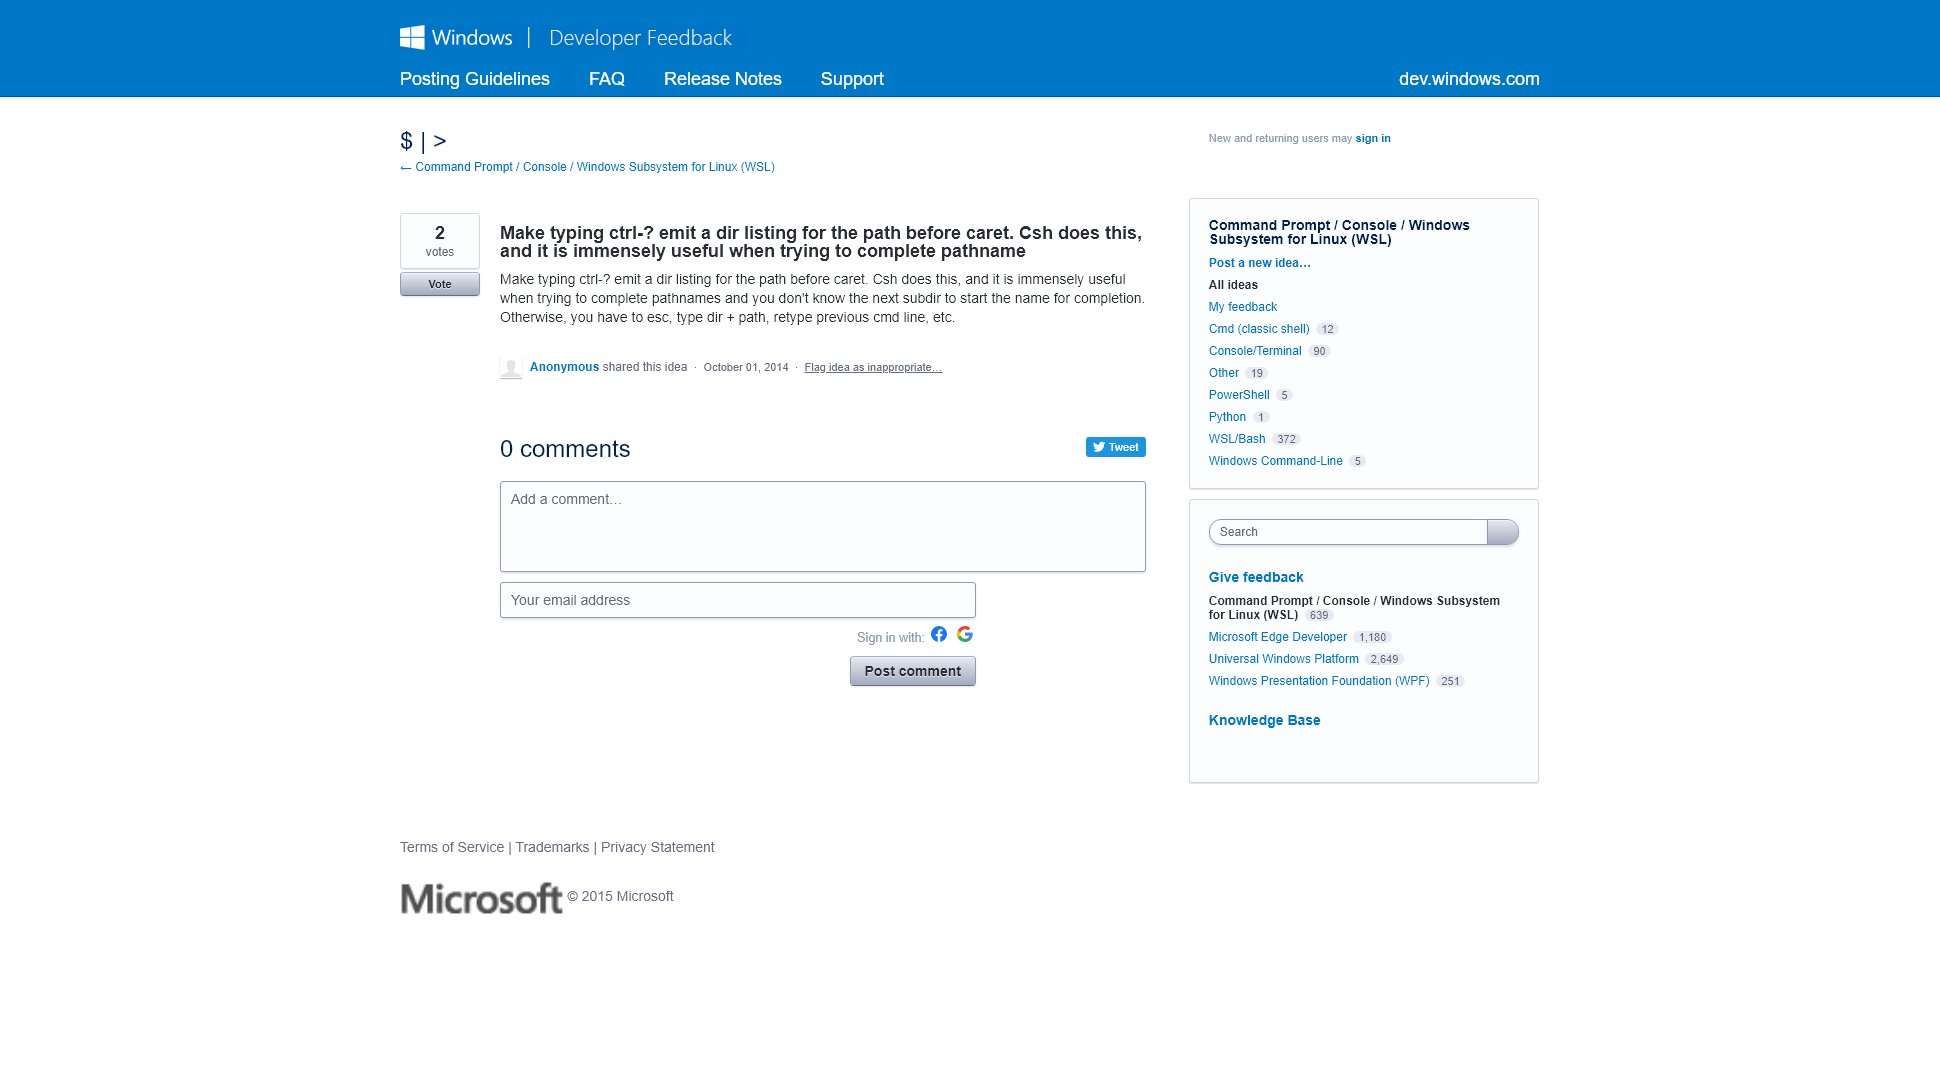 Windows | Developer Feedback
Posting Guidelines FAQ Release Notes Support dev.windows.com
$ | >
New and returning users may sign in
← Command Prompt / Console / Windows Subsystem for Linux (WSL)
2
votes
Vote
Make typing ctrl-? emit a dir listing for the path before caret. Csh does this,
and it is immensely useful when trying to complete pathname
Make typing ctrl-? emit a dir listing for the path before caret. Csh does this, and it is immensely useful
when trying to complete pathnames and you don't know the next subdir to start the name for completion.
Otherwise, you have to esc, type dir + path, retype previous cmd line, etc.
Anonymous shared this idea · October 01, 2014 · Flag idea as inappropriate…
0 comments
Tweet
Add a comment…
Your email address
Sign in with:
Post comment
Command Prompt / Console / Windows
Subsystem for Linux (WSL)
Post a new idea…
All ideas
My feedback
Cmd (classic shell) 12
Console/Terminal 90
Other 19
PowerShell 5
Python 1
WSL/Bash 372
Windows Command-Line 5
Search
Give feedback
Command Prompt / Console / Windows Subsystem
for Linux (WSL) 639
Microsoft Edge Developer 1,180
Universal Windows Platform 2,649
Windows Presentation Foundation (WPF) 251
Knowledge Base
Terms of Service | Trademarks | Privacy Statement
Microsoft © 2015 Microsoft